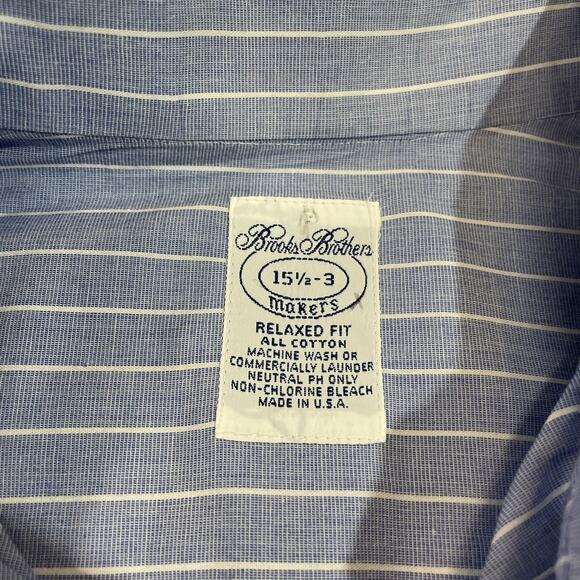 Brooks Brothers
15½-3
Makers
RELAXED FIT
ALL COTTON
MACHINE WASH OR
COMMERCIALLY LAUNDER
NEUTRAL PH ONLY
NON-CHLORINE BLEACH
MADE IN U.S.A.